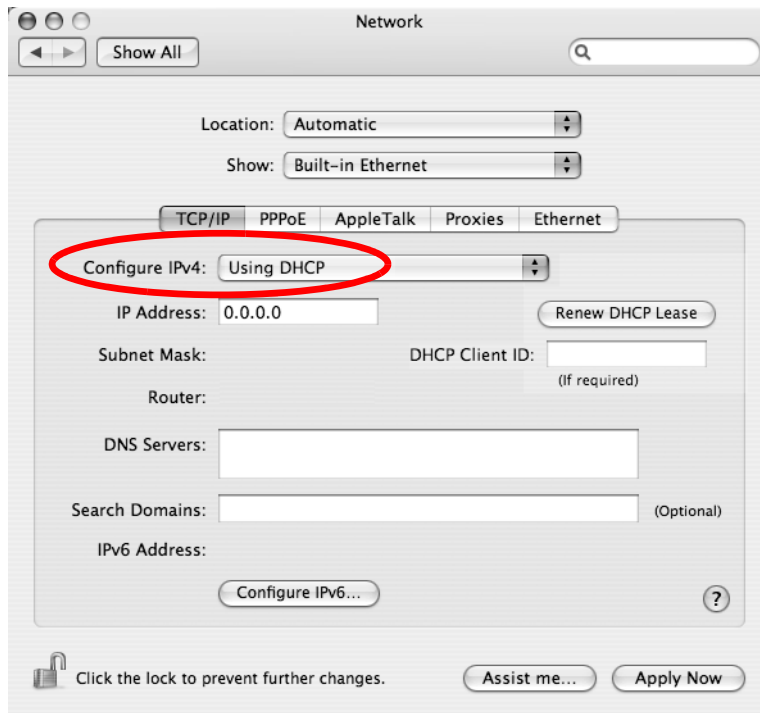 Network
Show All
Location: Automatic
Show: Built-in Ethernet
TCP/IP PPPoE AppleTalk Proxies Ethernet
Configure IPv4: Using DHCP
IP Address: 0.0.0.0 Renew DHCP Lease
Subnet Mask: DHCP Client ID:
(If required)
Router:
DNS Servers:
Search Domains: (Optional)
IPv6 Address:
Configure IPv6... ?
Click the lock to prevent further changes. Assist me... Apply Now